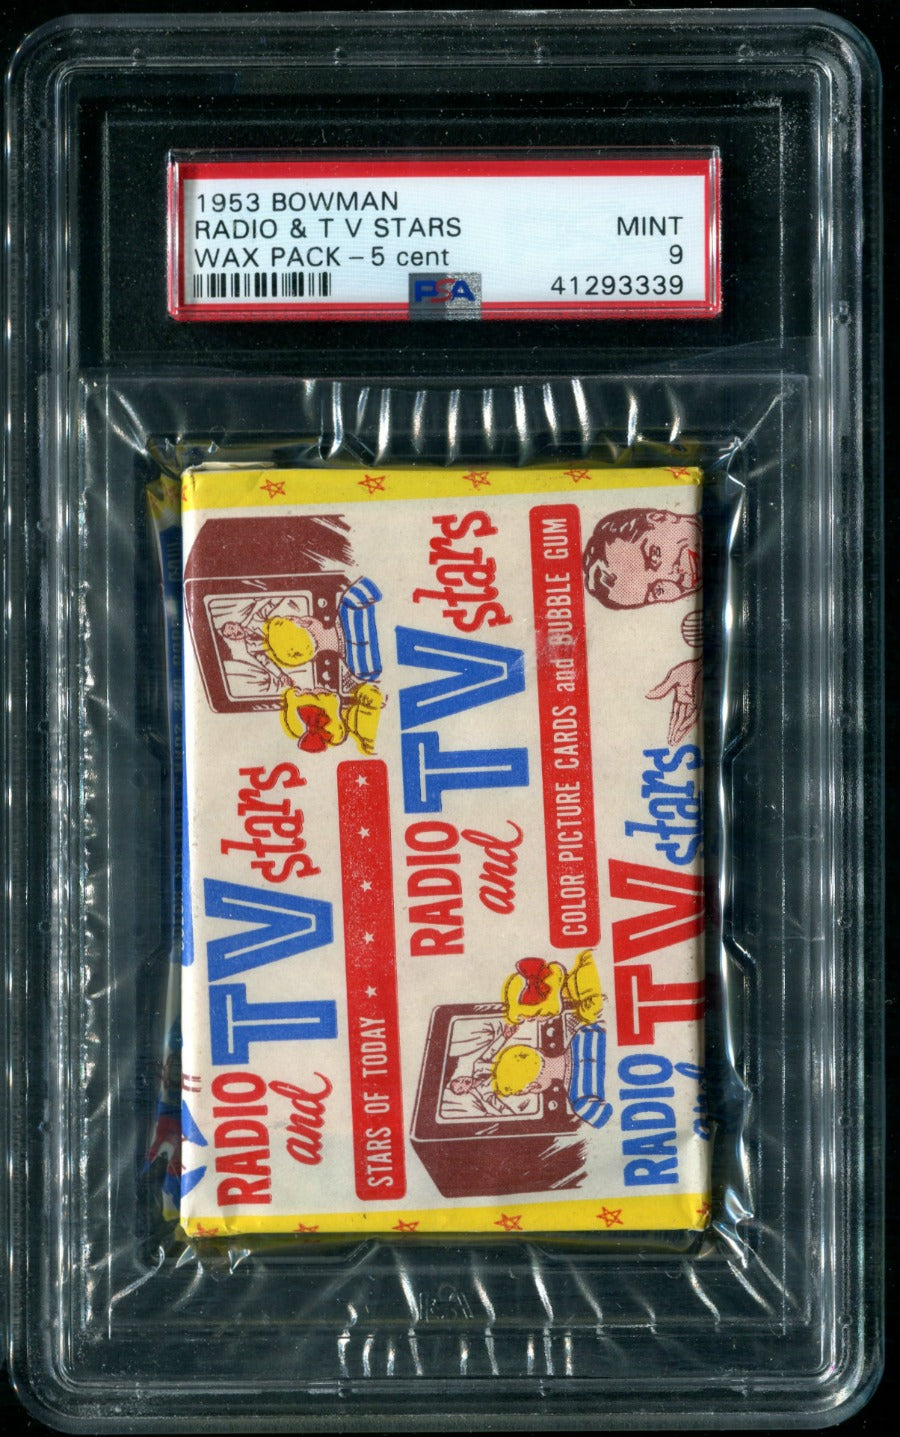 1953 BOWMAN
RADIO & T V STARS
WAX PACK - 5 cent
MINT
9
41293339
PSA
RADIO
and
TV
stars
STARS OF TODAY
RADIO
and
TV
stars
COLOR PICTURE CARDS and BUBBLE GUM
RADIO
and
TV
stars